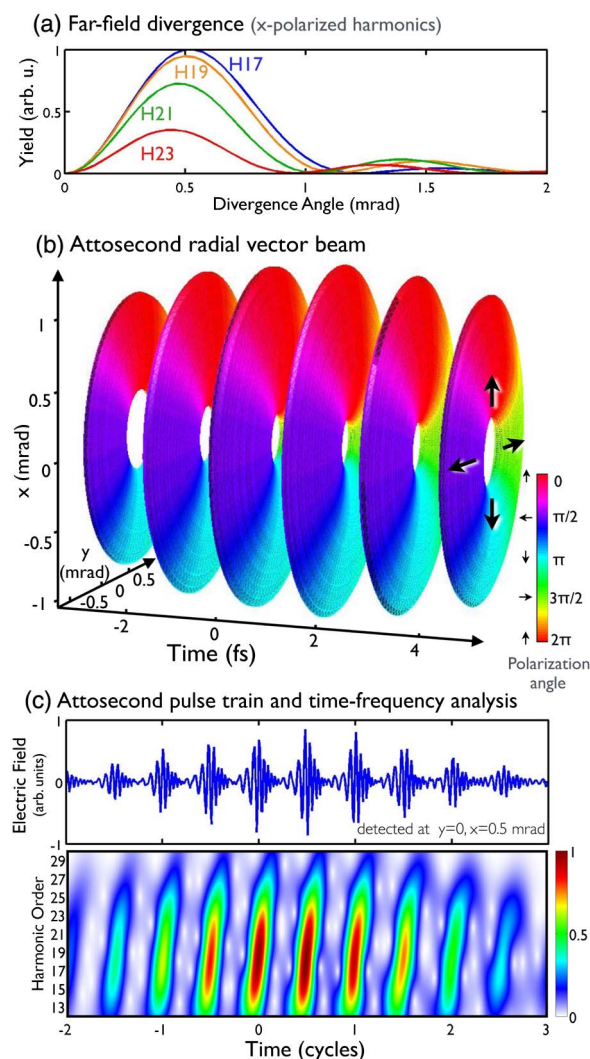 (a) Far-field divergence (x-polarized harmonics)
Yield (arb. u.)
1
0.5
0
H17
H19
H21
H23
0 0.5 1 1.5 2
Divergence Angle (mrad)
(b) Attosecond radial vector beam
x (mrad)
1
0.5
0
-0.5
-1
y
(mrad)
-0.5 0 0.5
-2 0 2 4
Time (fs)
0
π/2
π
3π/2
2π
Polarization
angle
(c) Attosecond pulse train and time-frequency analysis
Electric Field
(arb. units)
1
0
-1
detected at y=0, x=0.5 mrad
Harmonic Order
29
27
25
23
21
19
17
15
13
-2 -1 0 1 2 3
Time (cycles)
1
0.5
0